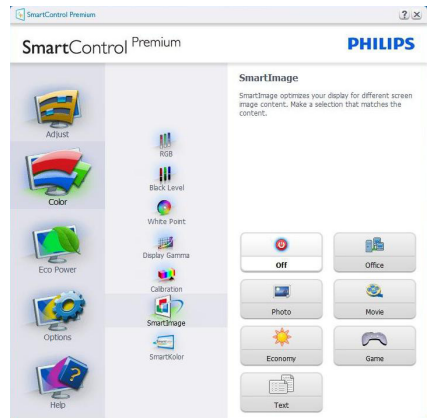 SmartControl Premium
SmartControl Premium
PHILIPS
Adjust
Color
Eco Power
Options
Help
RGB
Black Level
White Point
Display Gamma
Calibration
SmartImage
SmartKolor
SmartImage
SmartImage optimizes your display for different screen
image content. Make a selection that matches the
content.
Off
Office
Photo
Movie
Economy
Game
Text